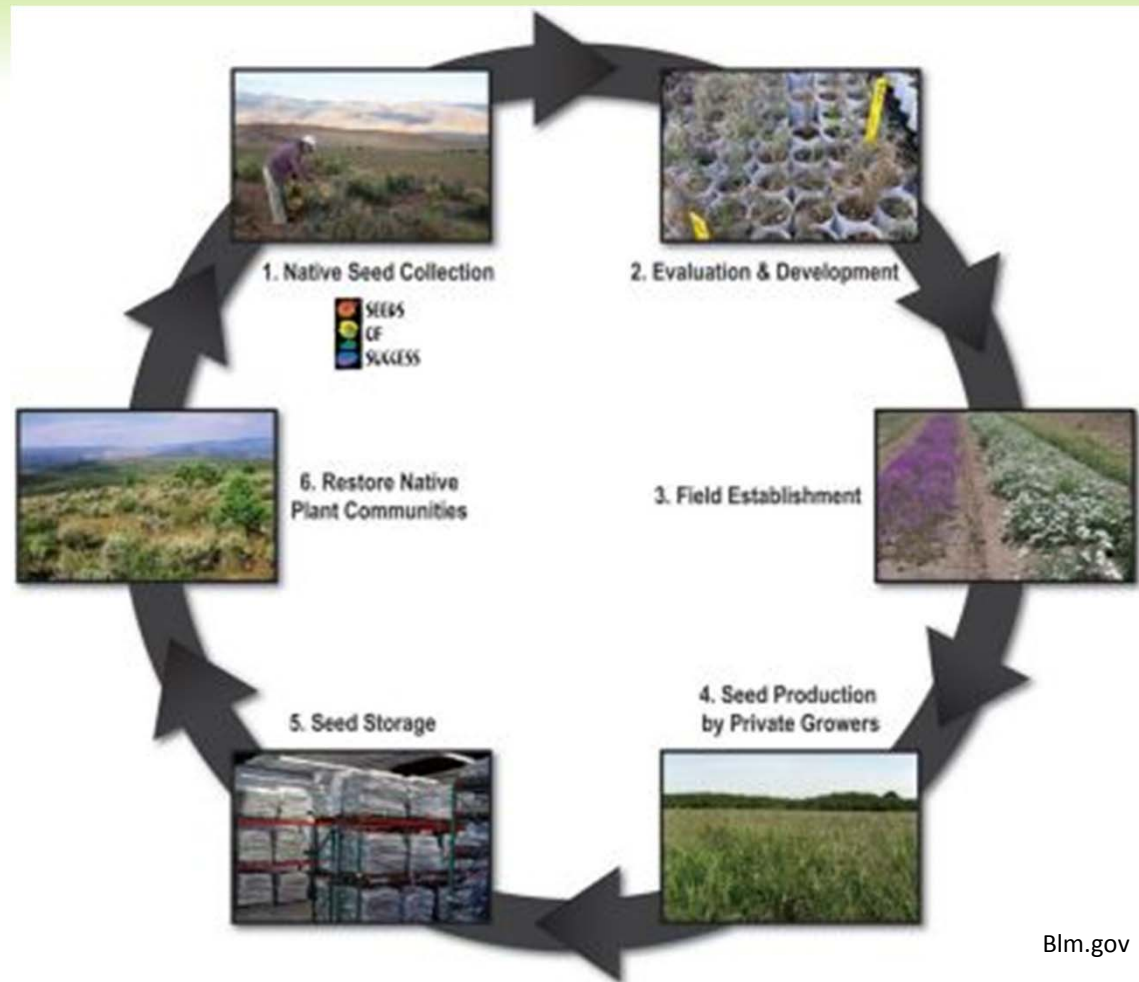 1. Native Seed Collection
SEEDS
OF
SUCCESS
2. Evaluation & Development
3. Field Establishment
4. Seed Production
by Private Growers
5. Seed Storage
6. Restore Native
Plant Communities
Blm.gov